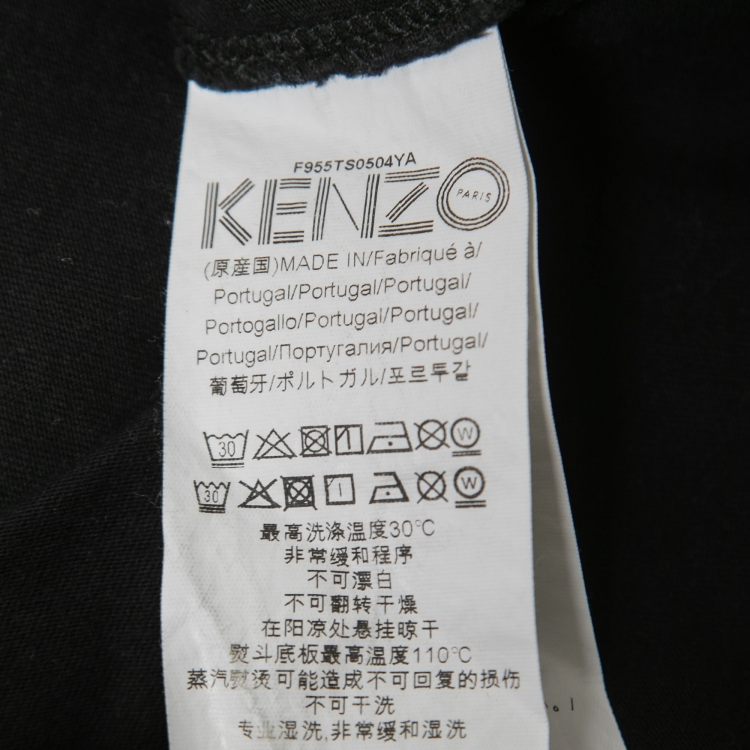 F955TS0504YA
KENZO PARIS
(原産国)MADE IN/Fabriqué à/
Portugal/Portugal/Portugal/
Portogallo/Portugal/Portugal/
Portugal/Португалия/Portugal/
葡萄牙/ポルトガル/포르투갈
30 W
30 W
最高洗涤温度30°C
非常缓和程序
不可漂白
不可翻转干燥
在阳凉处悬挂晾干
熨斗底板最高温度110°C
蒸汽熨烫可能造成不可回复的损伤
不可干洗
专业湿洗,非常缓和湿洗